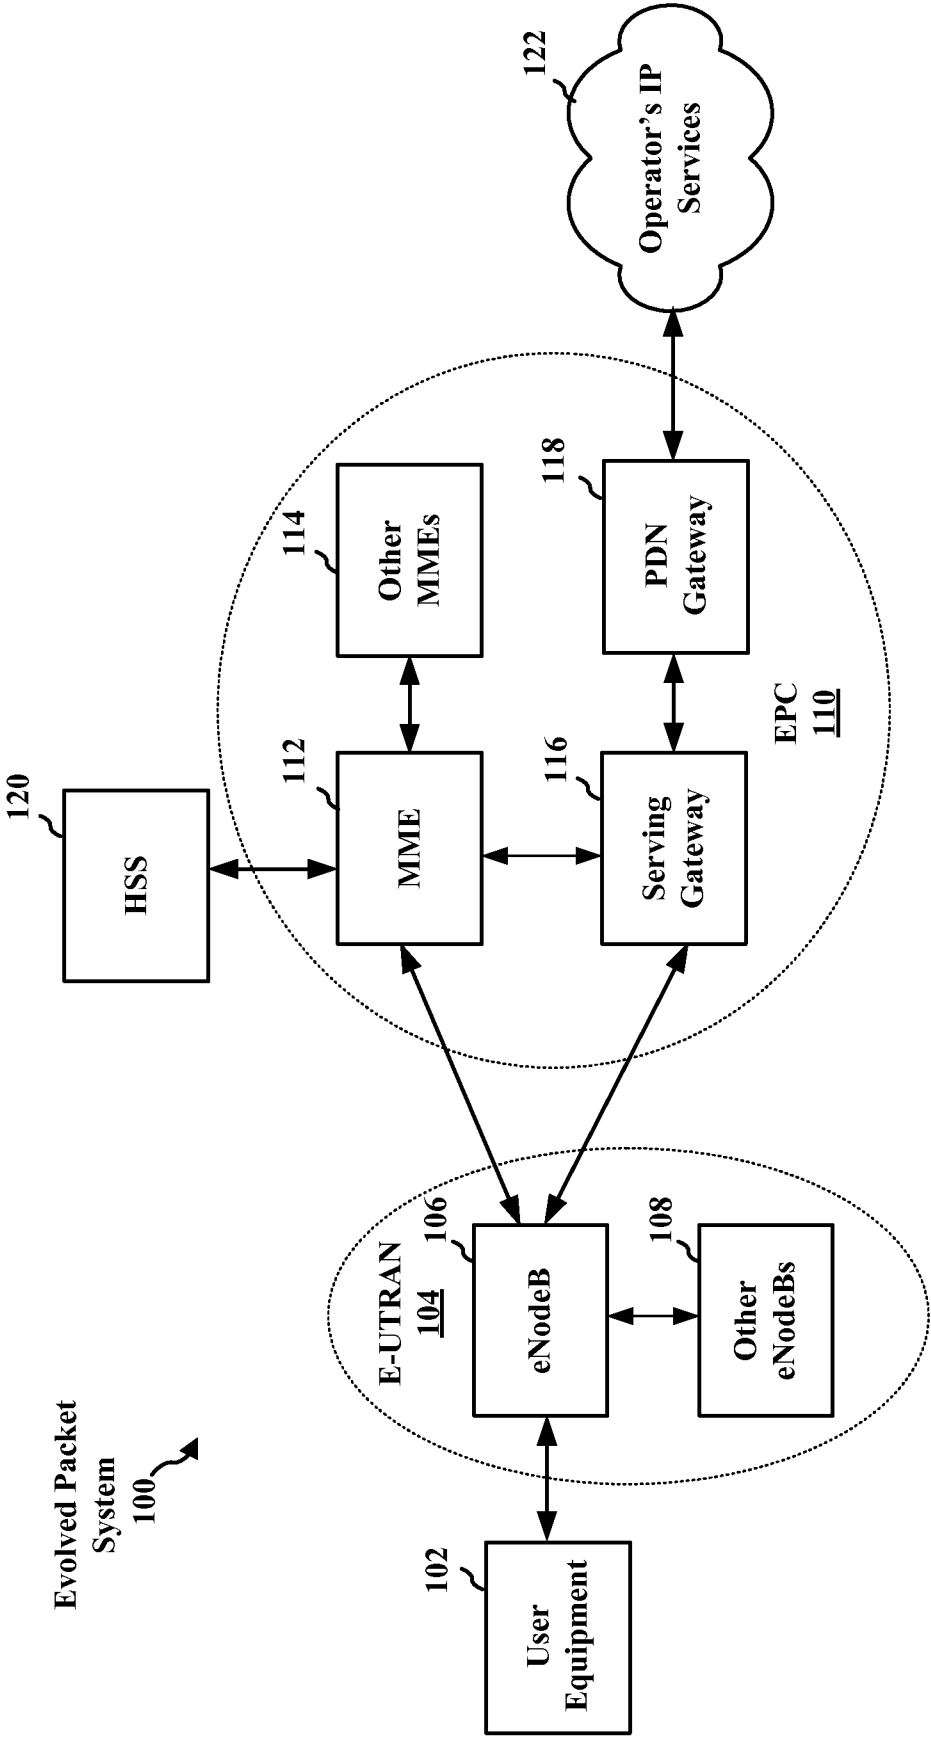 Evolved Packet
System
100
120
HSS
E-UTRAN
104
112
MME
114
Other
MMEs
122
Operator's IP
Services
102
User
Equipment
106
eNodeB
108
Other
eNodeBs
116
Serving
Gateway
118
PDN
Gateway
EPC
110